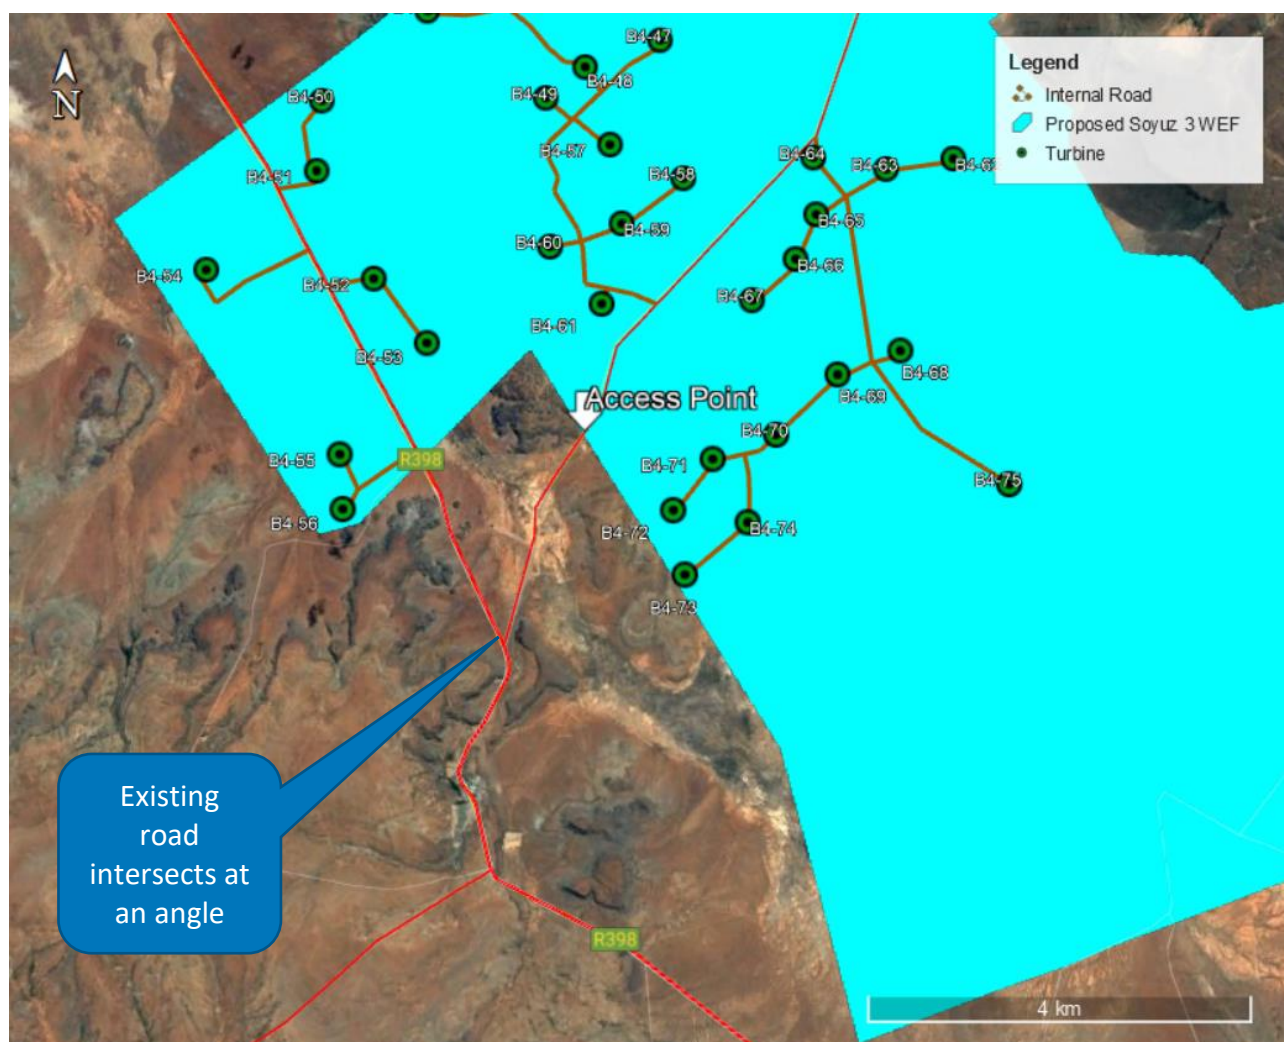 B4-47
B4-48
B4-49
B4-50
B4-57
B4-51
B4-58
B4-59
B4-60
B4-54
B4-52
B4-53
B4-61
B4-64
B4-63
B4-65
B4-66
B4-67
B4-68
B4-69
B4-70
B4-71
B4-72
B4-74
B4-73
B4-75
B4-55
B4-56
N
Legend
Internal Road
Proposed Soyuz 3 WEF
Turbine
Access Point
R398
Existing
road
intersects at
an angle
R398
4 km